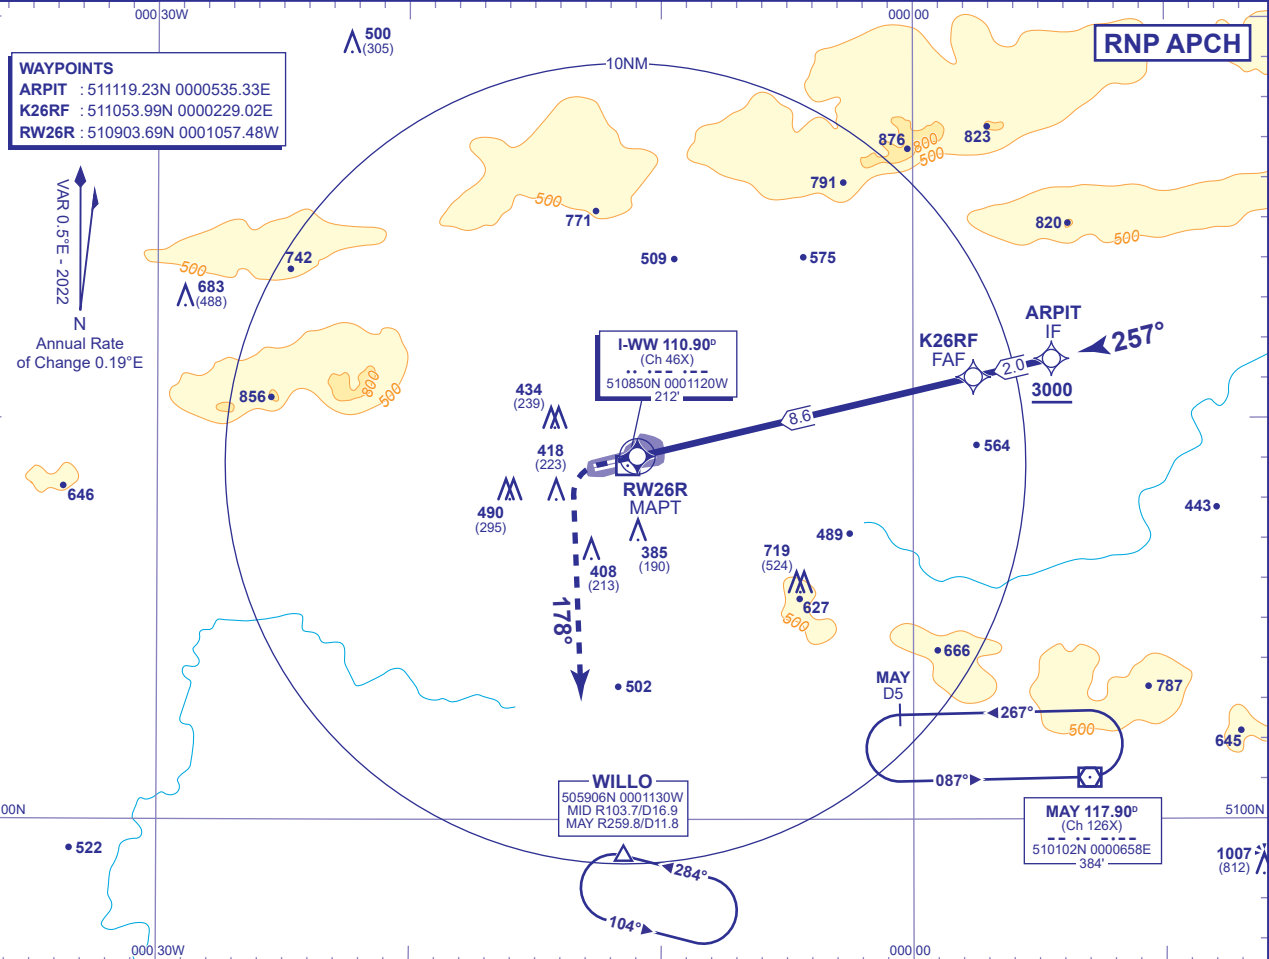 000 30W
000 00
500
(305)
RNP APCH
10NM
WAYPOINTS
ARPIT : 511119.23N 0000535.33E
K26RF : 511053.99N 0000229.02E
RW26R : 510903.69N 0001057.48W
876
800
500
823
791
VAR 0.5°E - 2022
500
771
820
500
742
500
509
575
683
(488)
N
Annual Rate
of Change 0.19°E
ARPIT
IF
257°
K26RF
FAF
2.0
3000
I-WW 110.90ᴰ
(Ch 46X)
510850N 0001120W
212'
856
800
500
434
(239)
8.6
418
(223)
564
646
RW26R
MAPT
490
(295)
443
489
385
(190)
408
(213)
719
(524)
627
500
178°
666
502
MAY
D5
787
267°
500
645
087°
WILLO
505906N 0001130W
MID R103.7/D16.9
MAY R259.8/D11.8
MAY 117.90ᴰ
(Ch 126X)
510102N 0000658E
384'
00N
5100N
522
1007
(812)
284°
104°
000 30W
000 00